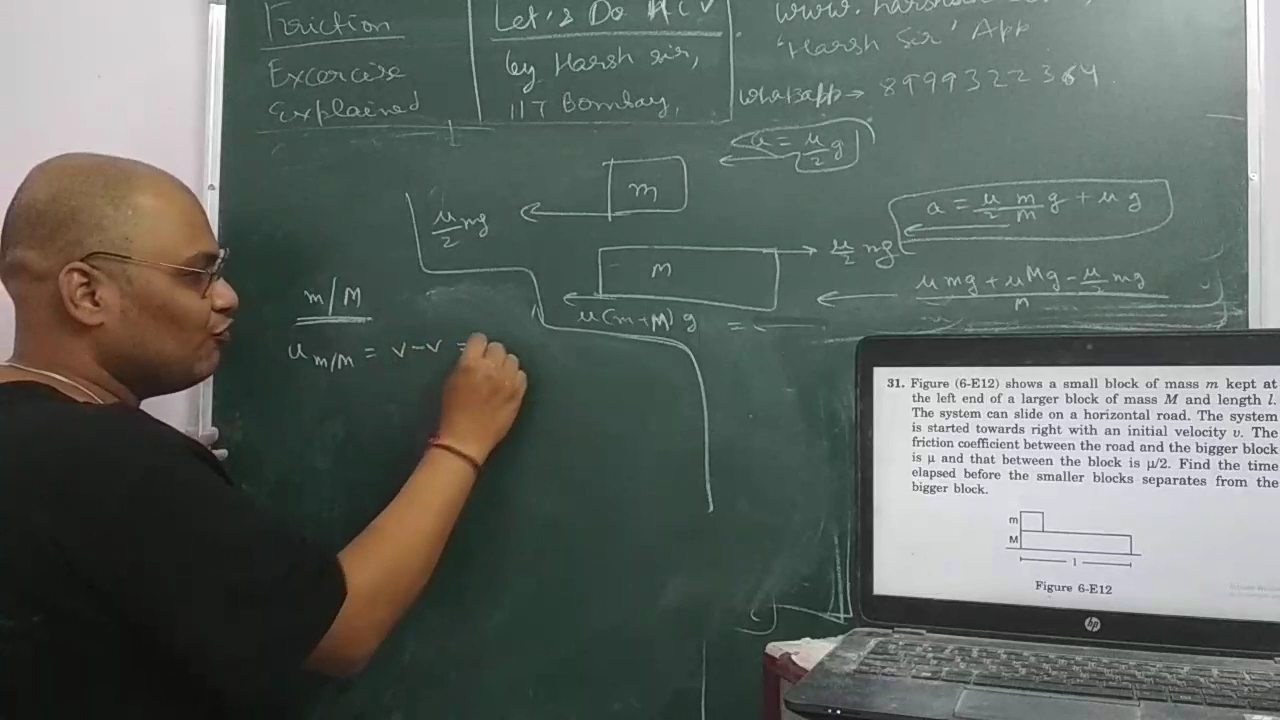 Friction
Excercise
Explained
Let's Do HCV
by Harsh sir,
IIT Bombay,
'Harsh Sir' App
Whatsapp → 8999322364
a = μ/2 g
m
μ/2 mg
a = μ/2 m/M g + μ g
M
μ/2 mg
μmg + μMg - μ/2 mg
M
μ(m+M) g =
m/M
u m/M = v - v =
31. Figure (6-E12) shows a small block of mass m kept at
the left end of a larger block of mass M and length l.
The system can slide on a horizontal road. The system
is started towards right with an initial velocity υ. The
friction coefficient between the road and the bigger block
is μ and that between the block is μ/2. Find the time
elapsed before the smaller blocks separates from the
bigger block.
m
M
l
Figure 6-E12
hp